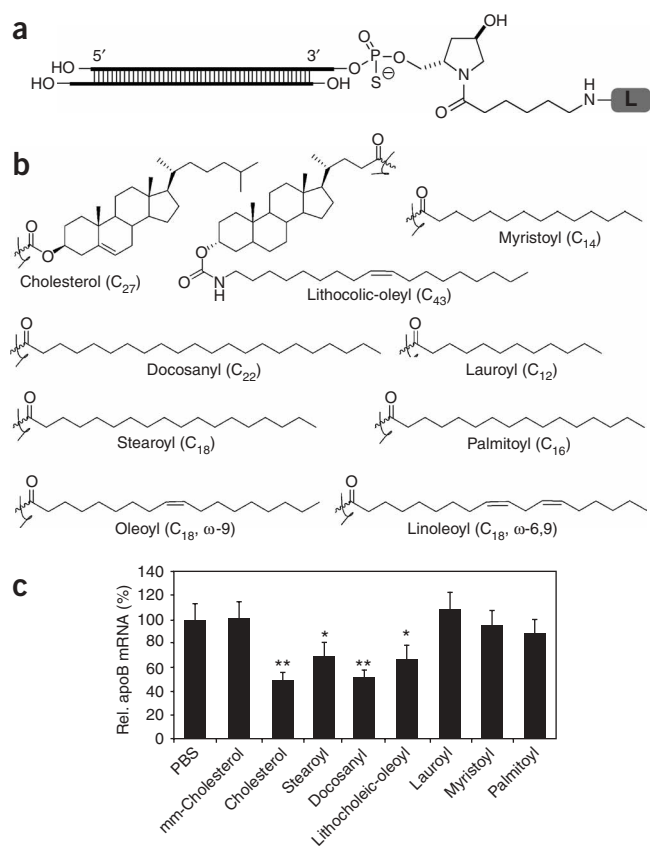 a
5′ 3′
HO
HO
OH
O
O P O
S ⊖
OH
N
O
H
N
L
b
O
O
Cholesterol (C27)
O
O
O
N
H
Lithocolic-oleyl (C43)
O
Myristoyl (C14)
O
Docosanyl (C22)
O
Lauroyl (C12)
O
Stearoyl (C18)
O
Palmitoyl (C16)
O
Oleoyl (C18, ω-9)
O
Linoleoyl (C18, ω-6,9)
c
Rel. apoB mRNA (%)
140
120
100
80
60
40
20
0
** * ** *
PBS
mm-Cholesterol
Cholesterol
Stearoyl
Docosanyl
Lithocholeic-oleoyl
Lauroyl
Myristoyl
Palmitoyl